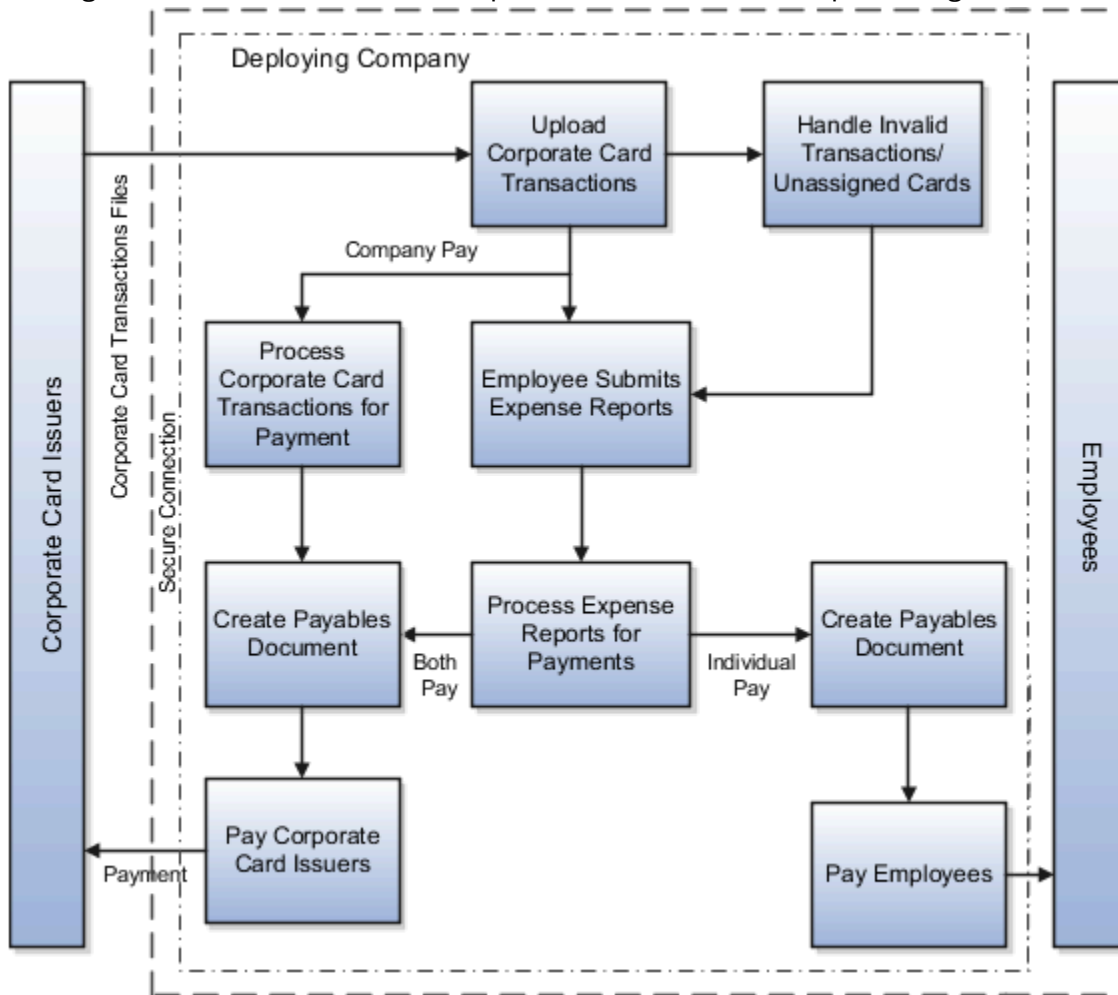 Deploying Company
Corporate Card Issuers
Corporate Card Transactions Files
Secure Connection
Upload
Corporate Card
Transactions
Handle Invalid
Transactions/
Unassigned Cards
Company Pay
Process
Corporate Card
Transactions for
Payment
Employee Submits
Expense Reports
Employees
Create Payables
Document
Both
Pay
Process Expense
Reports for
Payments
Individual
Pay
Create Payables
Document
Pay Corporate
Card Issuers
Payment
Pay Employees